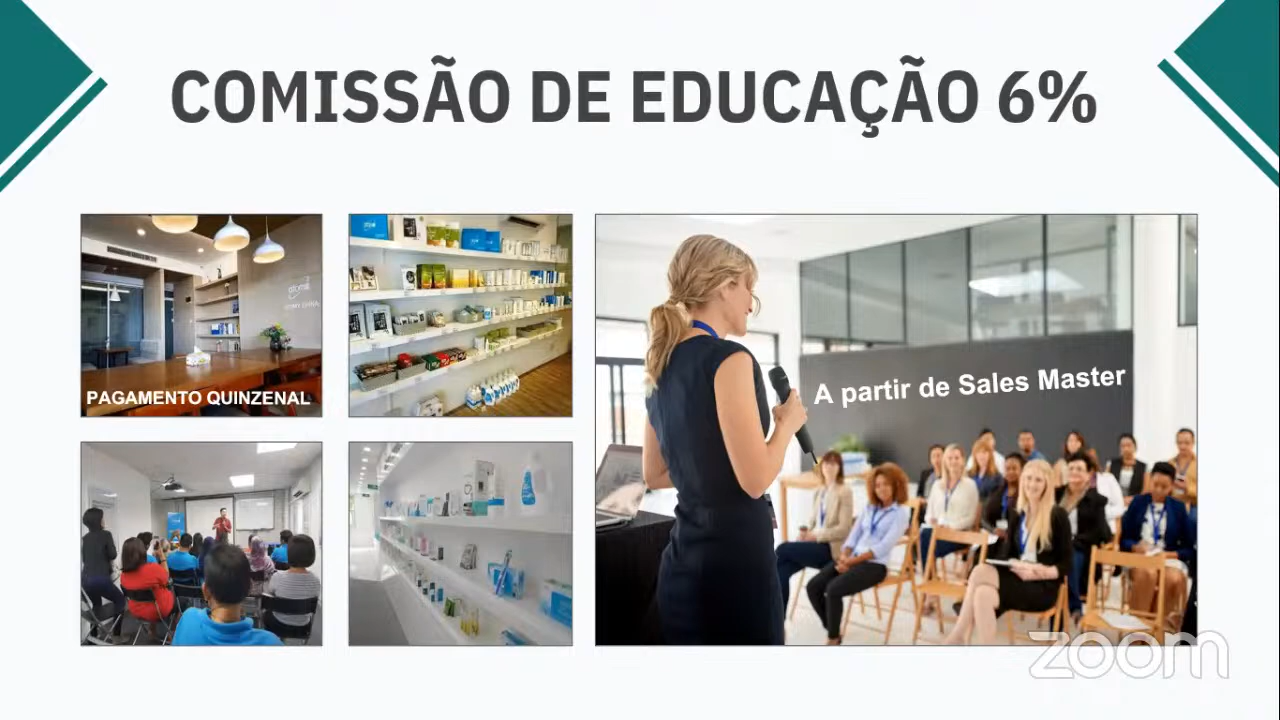 COMISSÃO DE EDUCAÇÃO 6%
PAGAMENTO QUINZENAL
A partir de Sales Master
zoom